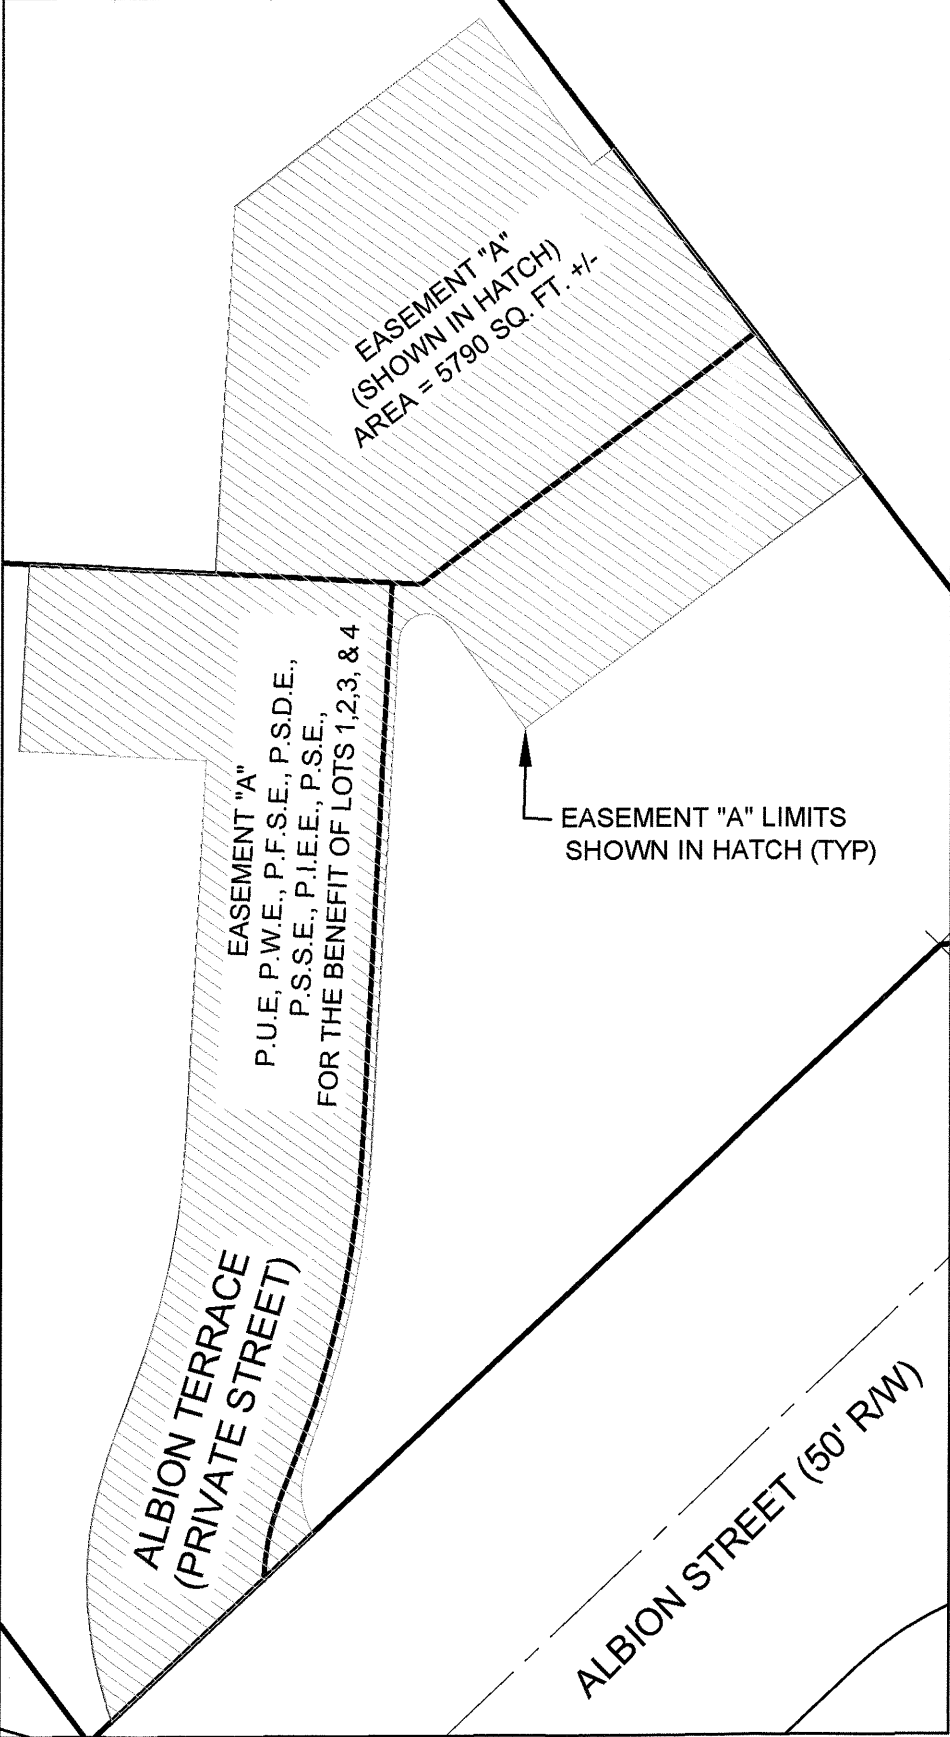 EASEMENT "A"
(SHOWN IN HATCH)
AREA = 5790 SQ. FT. +/-
EASEMENT "A"
P.U.E, P.W.E., P.F.S.E., P.S.D.E.,
P.S.S.E., P.I.E.E., P.S.E.,
FOR THE BENEFIT OF LOTS 1,2,3, & 4
EASEMENT "A" LIMITS
SHOWN IN HATCH (TYP)
ALBION TERRACE
(PRIVATE STREET)
ALBION STREET (50' R/W)